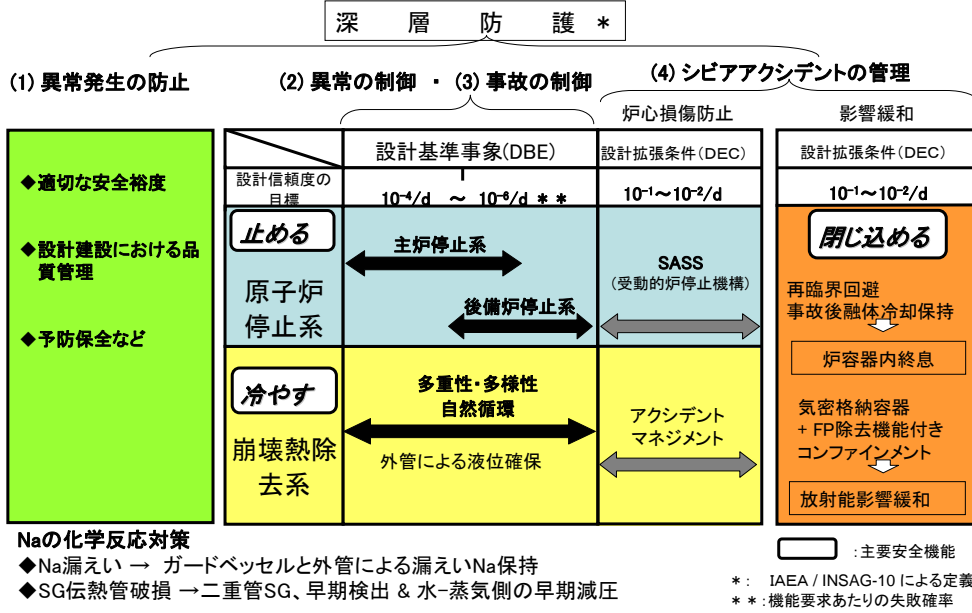 深 層 防 護 *
(1) 異常発生の防止
(2) 異常の制御 ・ (3) 事故の制御
(4) シビアアクシデントの管理
炉心損傷防止
影響緩和
◆適切な安全裕度
◆設計建設における品
質管理
◆予防保全など
設計基準事象(DBE)
設計拡張条件(DEC)
設計拡張条件(DEC)
設計信頼度の
目標
10⁻⁴/d ~ 10⁻⁶/d **
10⁻¹~10⁻²/d
10⁻¹~10⁻²/d
止める
原子炉
停止系
主炉停止系
後備炉停止系
SASS
(受動的炉停止機構)
閉じ込める
再臨界回避
事故後融体冷却保持
炉容器内終息
冷やす
崩壊熱除
去系
多重性・多様性
自然循環
外管による液位確保
アクシデント
マネジメント
気密格納容器
+ FP除去機能付き
コンファインメント
放射能影響緩和
Naの化学反応対策
◆Na漏えい → ガードベッセルと外管による漏えいNa保持
◆SG伝熱管破損 →二重管SG、早期検出 & 水-蒸気側の早期減圧
:主要安全機能
*: IAEA / INSAG-10 による定義
**:機能要求あたりの失敗確率